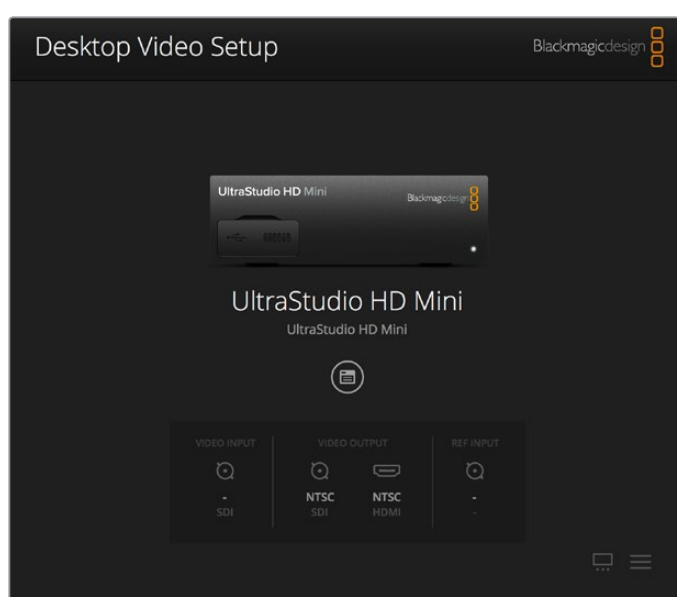 Desktop Video Setup
Blackmagicdesign
UltraStudio HD Mini
Blackmagicdesign
UltraStudio HD Mini
UltraStudio HD Mini
VIDEO INPUT VIDEO OUTPUT REF INPUT
- NTSC NTSC -
SDI SDI HDMI -